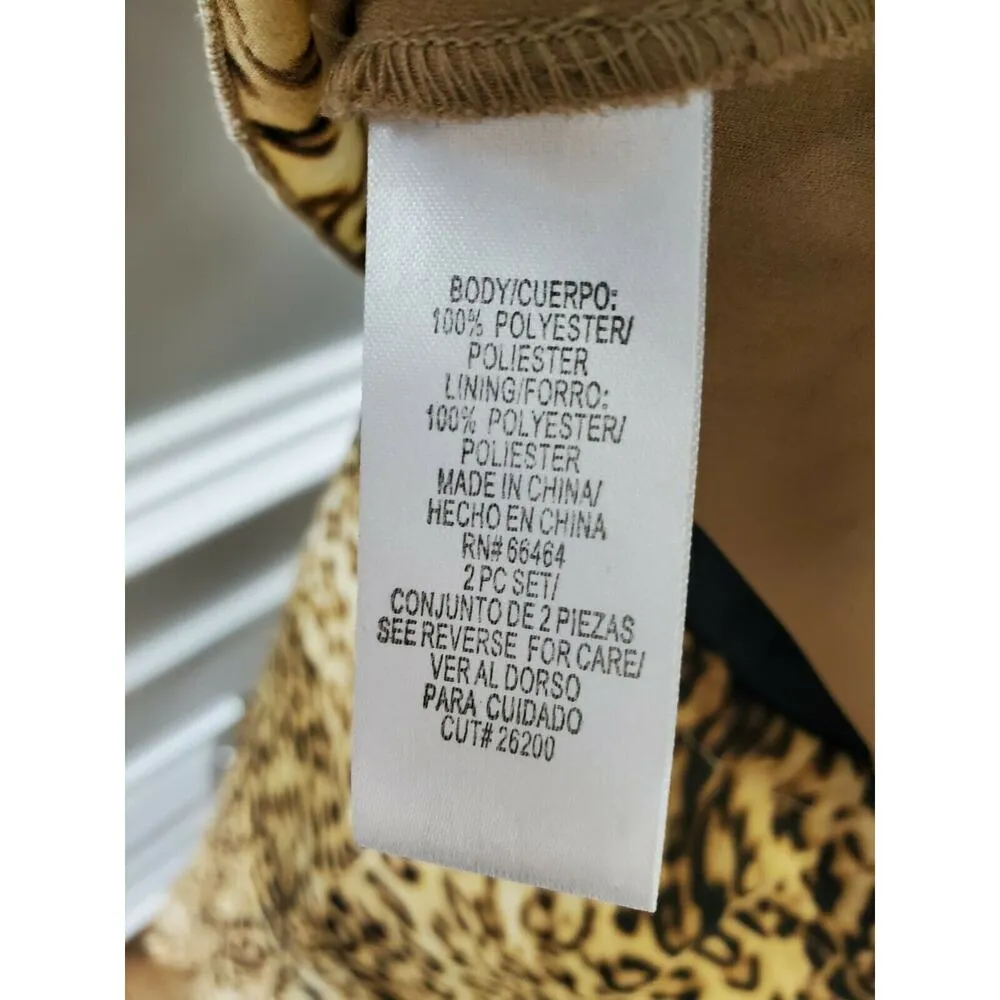 BODY/CUERPO:
100% POLYESTER/
POLIESTER
LINING/FORRO:
100% POLYESTER/
POLIESTER
MADE IN CHINA/
HECHO EN CHINA
RN# 66464
2 PC SET/
CONJUNTO DE 2 PIEZAS
SEE REVERSE FOR CARE/
VER AL DORSO
PARA CUIDADO
CUT# 26200